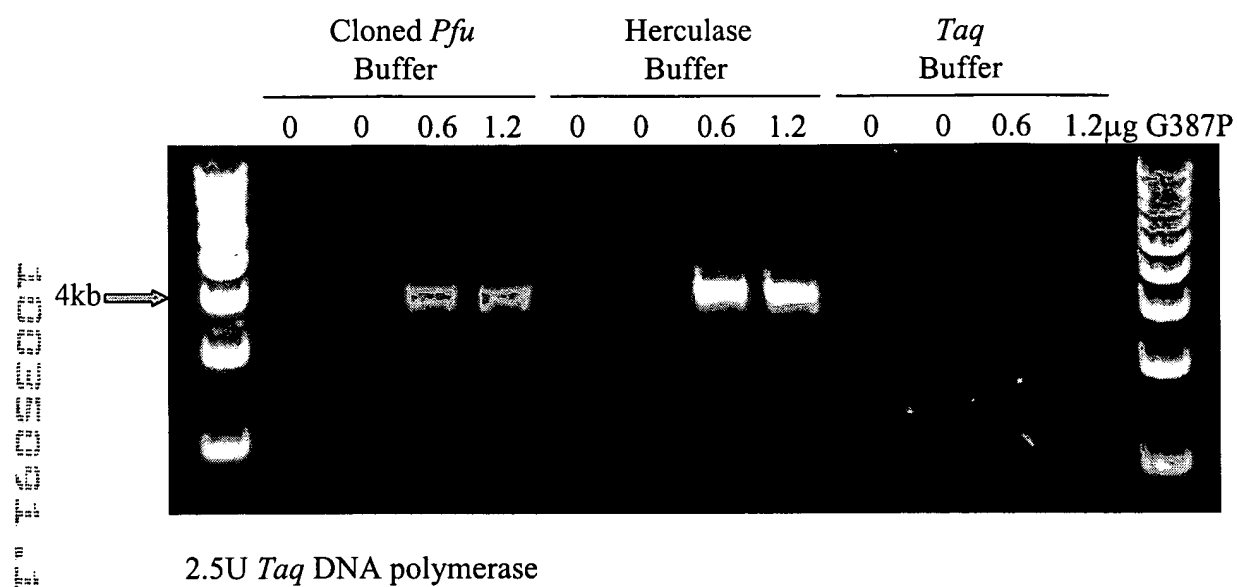 Cloned Pfu Buffer
Herculase Buffer
Taq Buffer
0 0 0.6 1.2 0 0 0.6 1.2 0 0 0.6 1.2µg G387P
4kb
2.5U Taq DNA polymerase